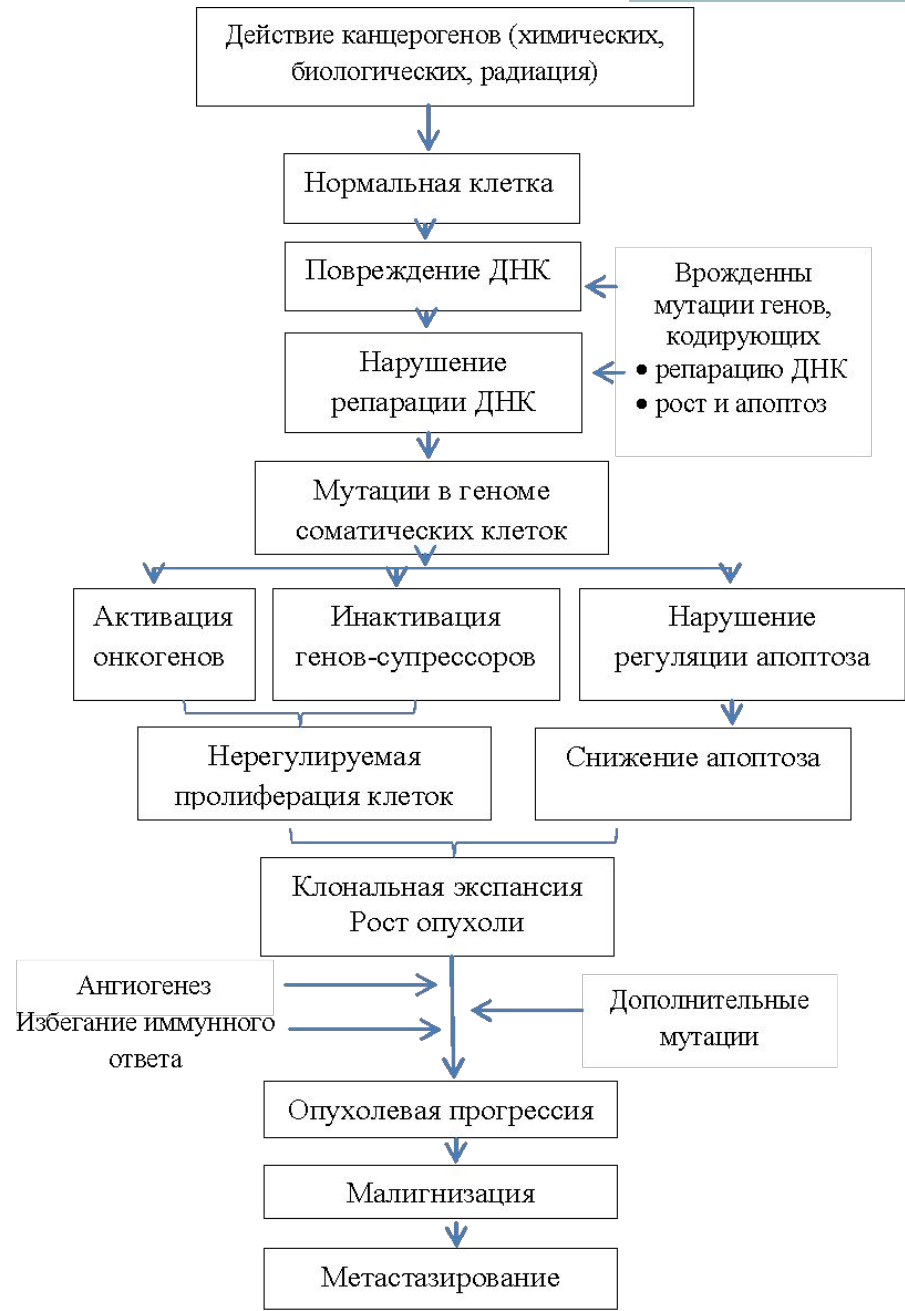 Действие канцерогенов (химических,
биологических, радиация)
Нормальная клетка
Повреждение ДНК
Врожденны
мутации генов,
кодирующих
• репарацию ДНК
• рост и апоптоз
Нарушение
репарации ДНК
Мутации в геноме
соматических клеток
Активация
онкогенов
Инактивация
генов-супрессоров
Нарушение
регуляции апоптоза
Нерегулируемая
пролиферация клеток
Снижение апоптоза
Клональная экспансия
Рост опухоли
Ангиогенез
Избегание иммунного
ответа
Дополнительные
мутации
Опухолевая прогрессия
Малигнизация
Метастазирование